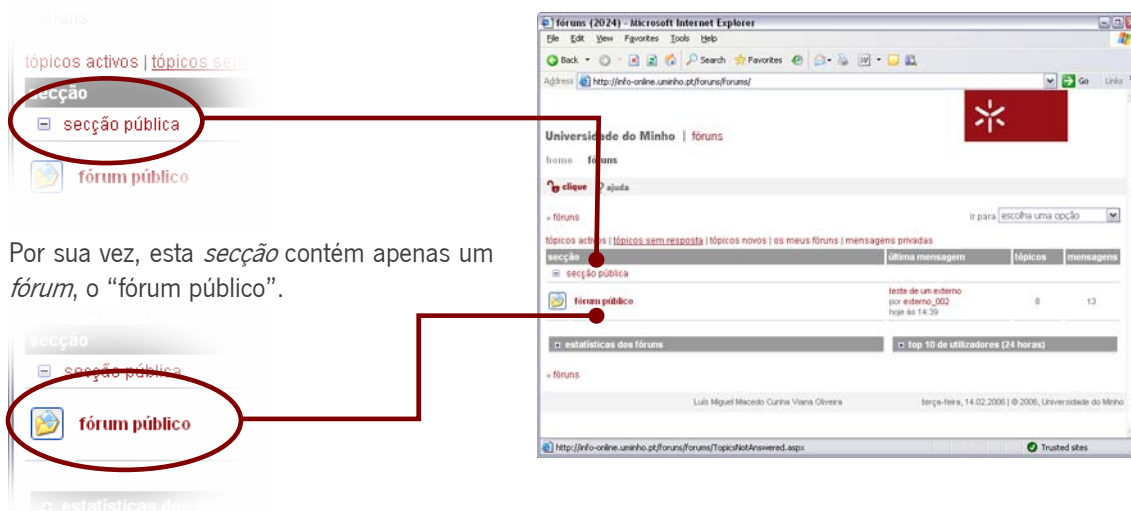 fóruns
tópicos activos | tópicos sem
secção
secção pública
fórum público
Por sua vez, esta secção contém apenas um
fórum, o “fórum público”.
secção
secção pública
fórum público
estatísticas dos
fóruns (2024) - Microsoft Internet Explorer
File Edit View Favorites Tools Help
Back Search Favorites
Address http://info-online.uminho.pt/foruns/forums/ Go Links
Universidade do Minho | fóruns
home fóruns
clique ? ajuda
» fóruns ir para escolha uma opção
tópicos activos | tópicos sem resposta | tópicos novos | os meus fóruns | mensagens privadas
secção última mensagem tópicos mensagens
secção pública
fórum público teste de um externo
por externo_002 8 13
hoje às 14:39
estatísticas dos fóruns top 10 de utilizadores (24 horas)
» fóruns
Luís Miguel Macedo Cunha Viana Oliveira terça-feira, 14.02.2006 | © 2006, Universidade do Minho
http://info-online.uminho.pt/foruns/forums/TopicsNotAnswered.aspx Trusted sites